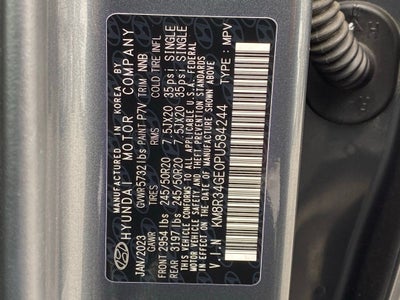 MANUFACTURED IN KOREA BY
HYUNDAI MOTOR COMPANY
JAN/2023 GVWR 5732 lbs PAINT P7V TRIM NNB
GAWR TIRES RIMS COLD TIRE INFL
FRONT 2954 lbs 245/50R20 7.5JX20 35psi SINGLE
REAR 3197 lbs 245/50R20 7.5JX20 35psi SINGLE
THIS VEHICLE CONFORMS TO ALL APPLICABLE U.S.A. FEDERAL
MOTOR VEHICLE SAFETY AND THEFT PREVENTION STANDARDS
IN EFFECT ON THE DATE OF MANUFACTURE SHOWN ABOVE
V.I.N: KM8R34GE0PU584244 TYPE: MPV